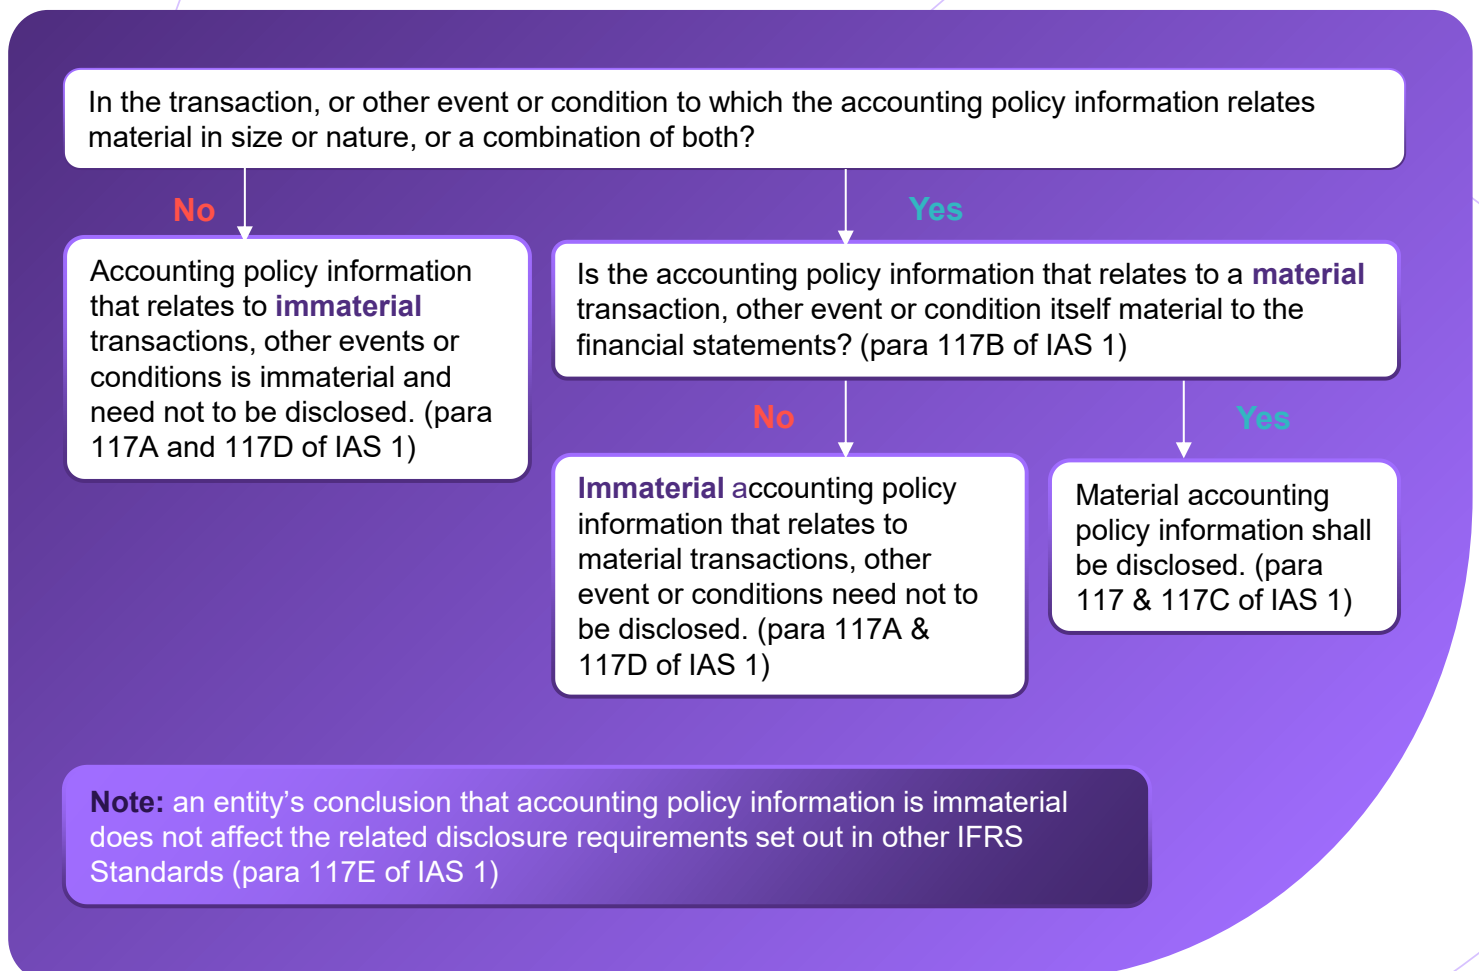 In the transaction, or other event or condition to which the accounting policy information relates
material in size or nature, or a combination of both?
No
Yes
Accounting policy information
that relates to immaterial
transactions, other events or
conditions is immaterial and
need not to be disclosed. (para
117A and 117D of IAS 1)
Is the accounting policy information that relates to a material
transaction, other event or condition itself material to the
financial statements? (para 117B of IAS 1)
No
Yes
Immaterial accounting policy
information that relates to
material transactions, other
event or conditions need not to
be disclosed. (para 117A &
117D of IAS 1)
Material accounting
policy information shall
be disclosed. (para
117 & 117C of IAS 1)
Note: an entity’s conclusion that accounting policy information is immaterial
does not affect the related disclosure requirements set out in other IFRS
Standards (para 117E of IAS 1)